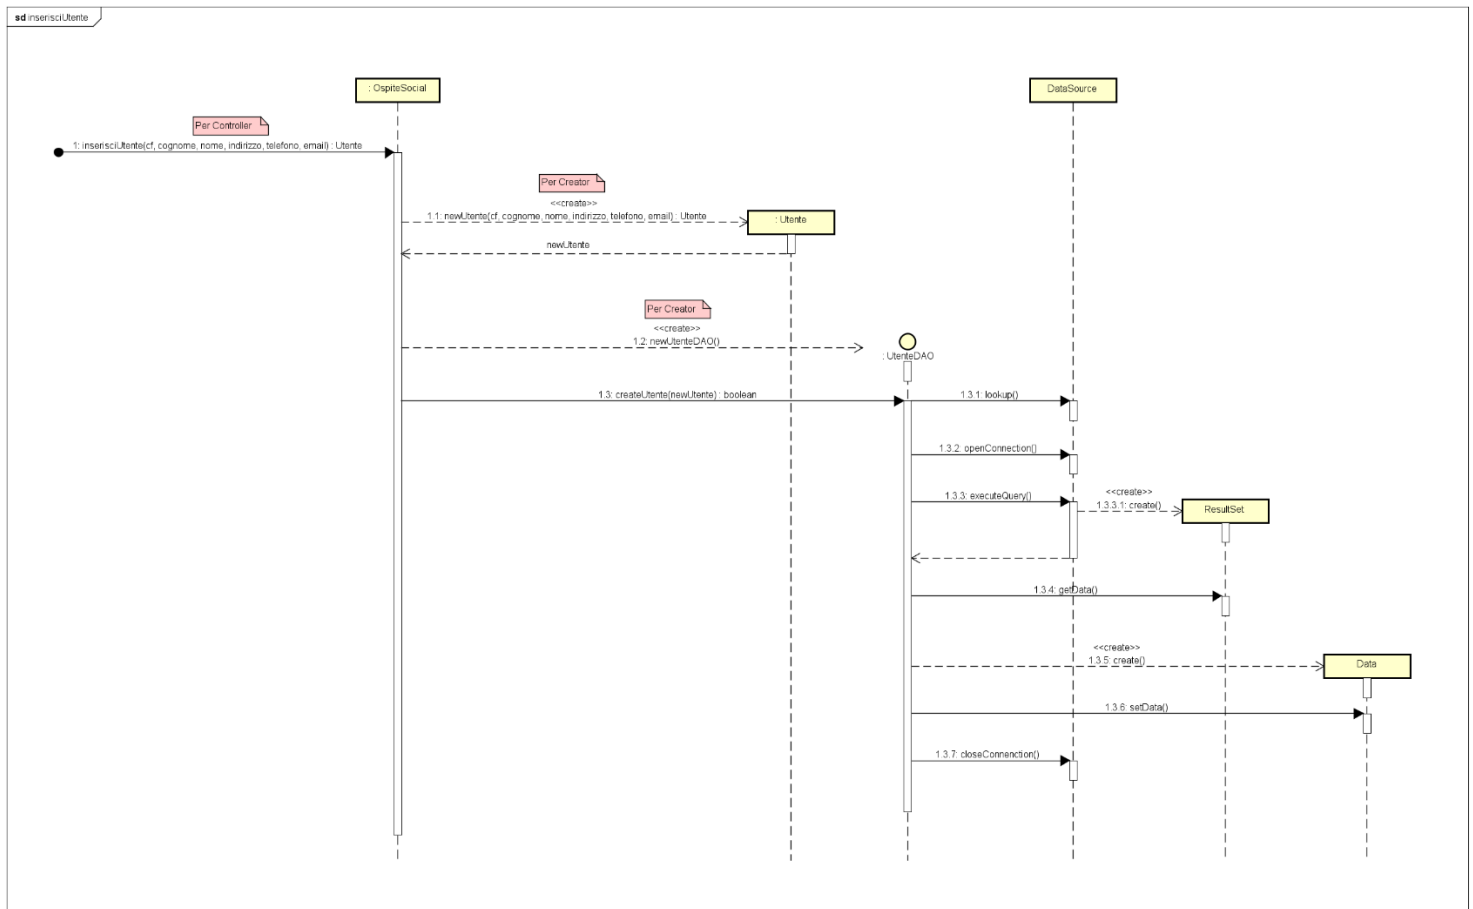 sd inserisciUtente
: OspiteSocial
DataSource
Per Controller
1: inserisciUtente(cf, cognome, nome, indirizzo, telefono, email) : Utente
Per Creator
<<create>>
1.1: newUtente(cf, cognome, nome, indirizzo, telefono, email) : Utente
: Utente
newUtente
Per Creator
<<create>>
1.2: newUtenteDAO()
: UtenteDAO
1.3: createUtente(newUtente) : boolean
1.3.1: lookup()
1.3.2: openConnection()
1.3.3: executeQuery()
<<create>>
1.3.3.1: create()
ResultSet
1.3.4: getData()
<<create>>
1.3.5: create()
Data
1.3.6: setData()
1.3.7: closeConnenction()